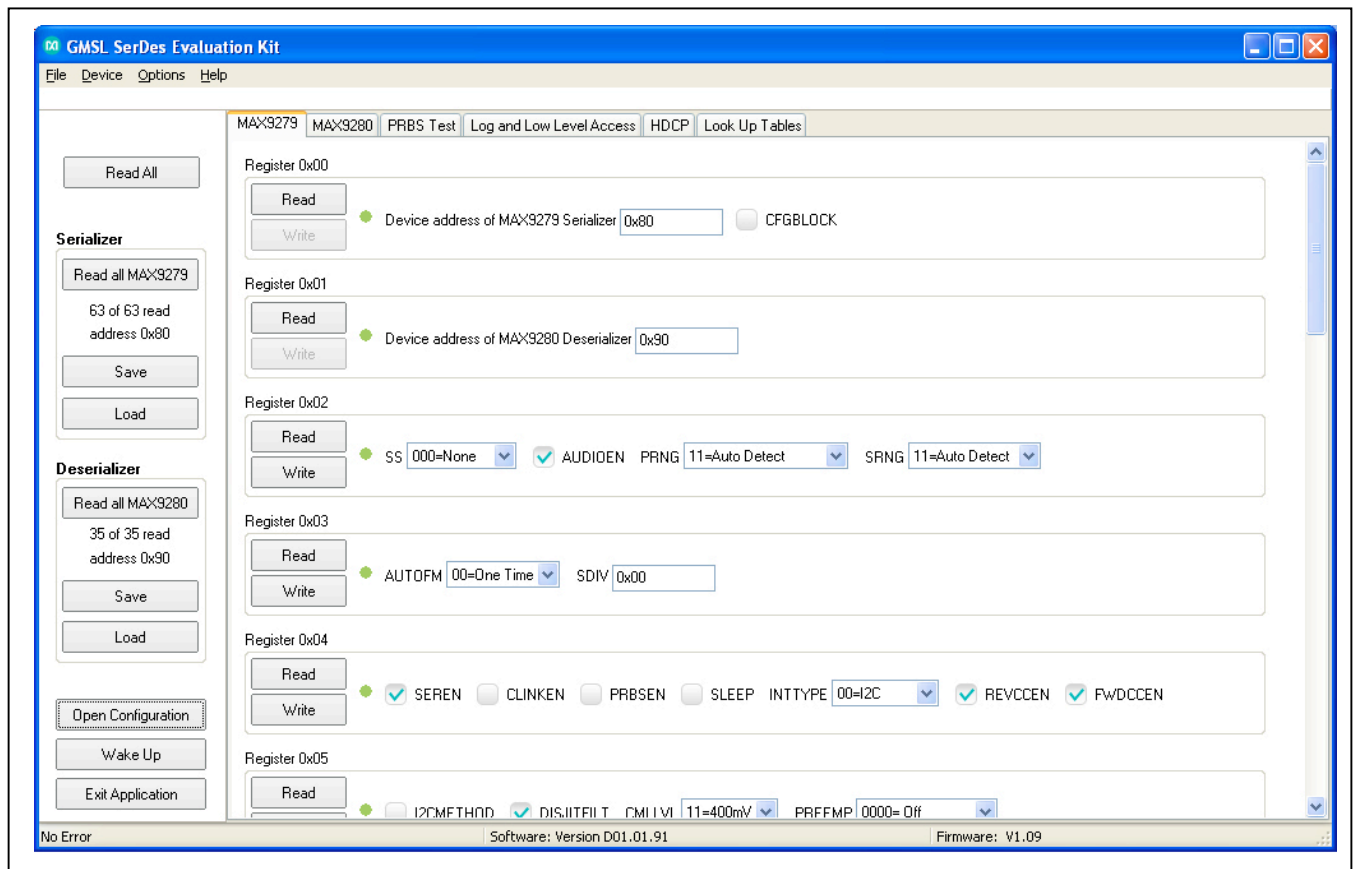 GMSL SerDes Evaluation Kit
File Device Options Help
MAX9279 MAX9280 PRBS Test Log and Low Level Access HDCP Look Up Tables
Read All
Serializer
Read all MAX9279
63 of 63 read
address 0x80
Save
Load
Deserializer
Read all MAX9280
35 of 35 read
address 0x90
Save
Load
Open Configuration
Wake Up
Exit Application
Register 0x00
Read
Write
Device address of MAX9279 Serializer 0x80 CFGBLOCK
Register 0x01
Read
Write
Device address of MAX9280 Deserializer 0x90
Register 0x02
Read
Write
SS 000=None AUDIOEN PRNG 11=Auto Detect SRNG 11=Auto Detect
Register 0x03
Read
Write
AUTOFM 00=One Time SDIV 0x00
Register 0x04
Read
Write
SEREN CLINKEN PRBSEN SLEEP INTTYPE 00=I2C REVCCEN FWDCCEN
Register 0x05
Read
I2CMETHOD DISJITFILT CMLLVL 11=400mV PREEMP 0000= Off
No Error Software: Version D01.01.91 Firmware: V1.09